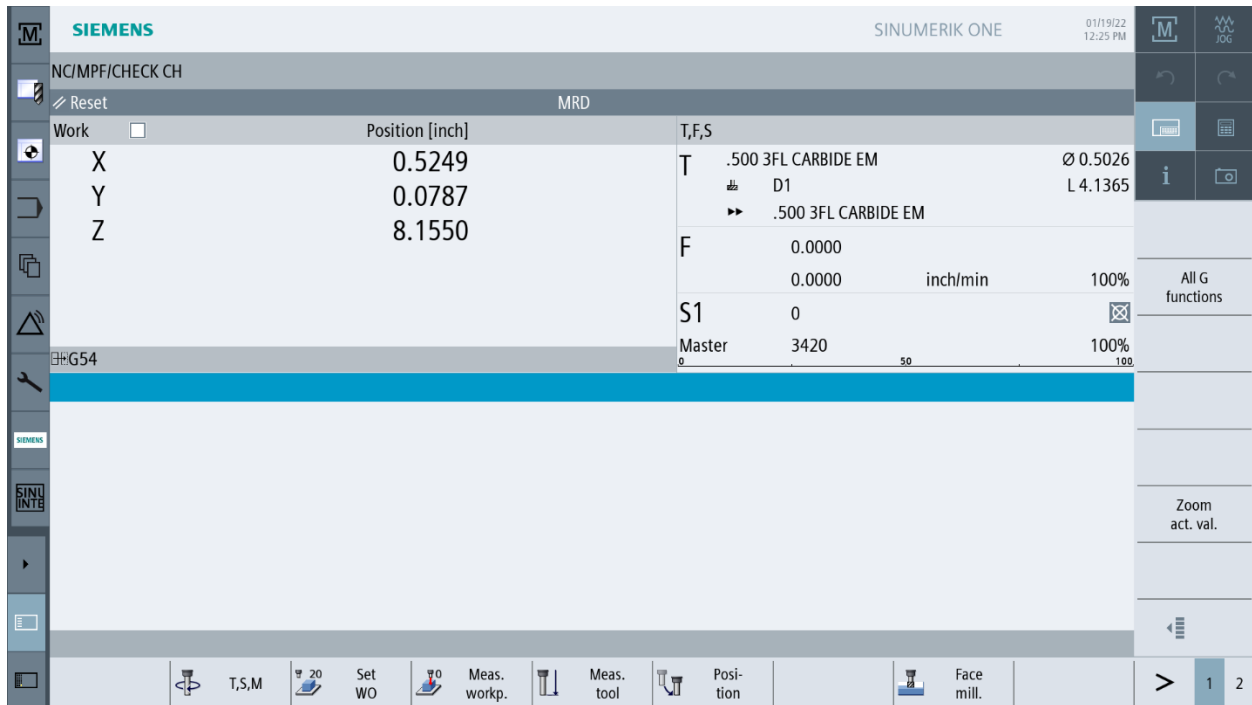 SIEMENS
SINUMERIK ONE
01/19/22
12:25 PM
M
JOG
NC/MPF/CHECK CH
Reset
MRD
Work
Position [inch]
T,F,S
X 0.5249
Y 0.0787
Z 8.1550
T .500 3FL CARBIDE EM Ø 0.5026
D1 L 4.1365
.500 3FL CARBIDE EM
F 0.0000
0.0000 inch/min 100%
S1 0
Master 3420 100%
0 50 100
G54
All G
functions
Zoom
act. val.
M
SIEMENS
SINU
INTE
T,S,M
20
Set
WO
0
Meas.
workp.
Meas.
tool
Posi-
tion
Face
mill.
>
1 2